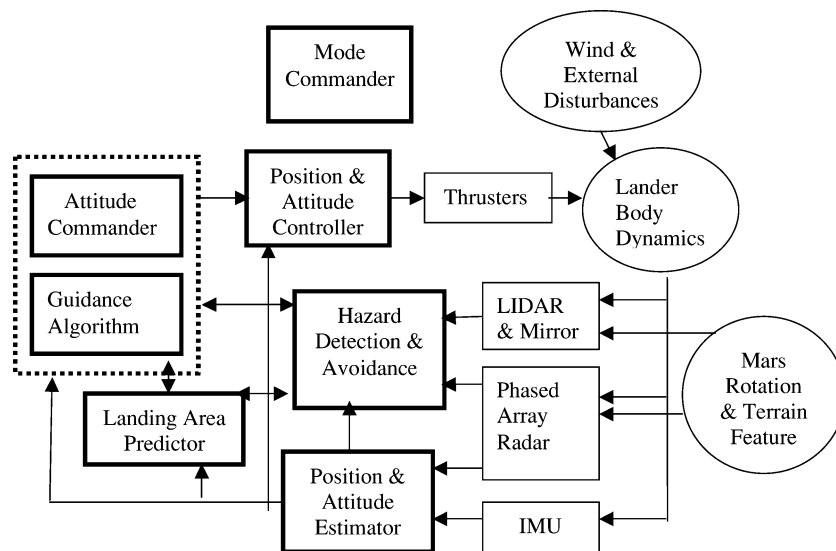 Mode
Commander
Wind &
External
Disturbances
Attitude
Commander
Position &
Attitude
Controller
Thrusters
Lander
Body
Dynamics
Guidance
Algorithm
Hazard
Detection &
Avoidance
LIDAR
& Mirror
Mars
Rotation
& Terrain
Feature
Landing Area
Predictor
Phased
Array
Radar
Position &
Attitude
Estimator
IMU